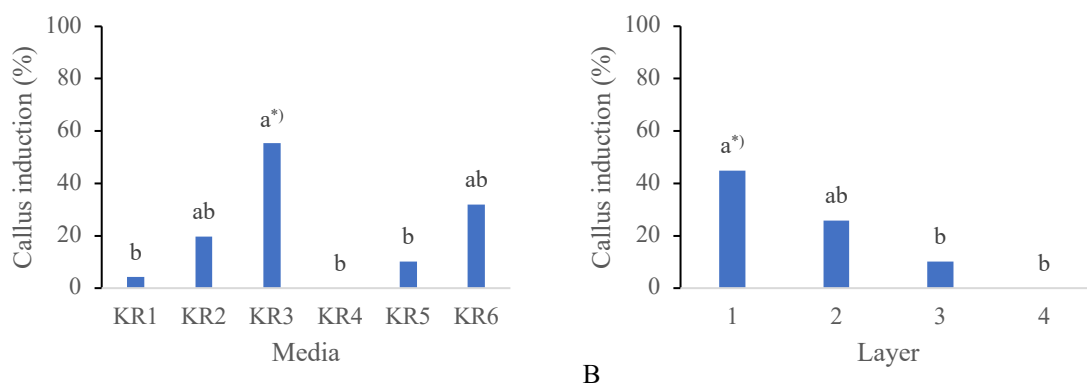 Callus induction (%)
100
80
60
40
20
0
b
ab
a*)
b
b
ab
KR1 KR2 KR3 KR4 KR5 KR6
Media
B
Callus induction (%)
100
80
60
40
20
0
a*)
ab
b
b
1 2 3 4
Layer